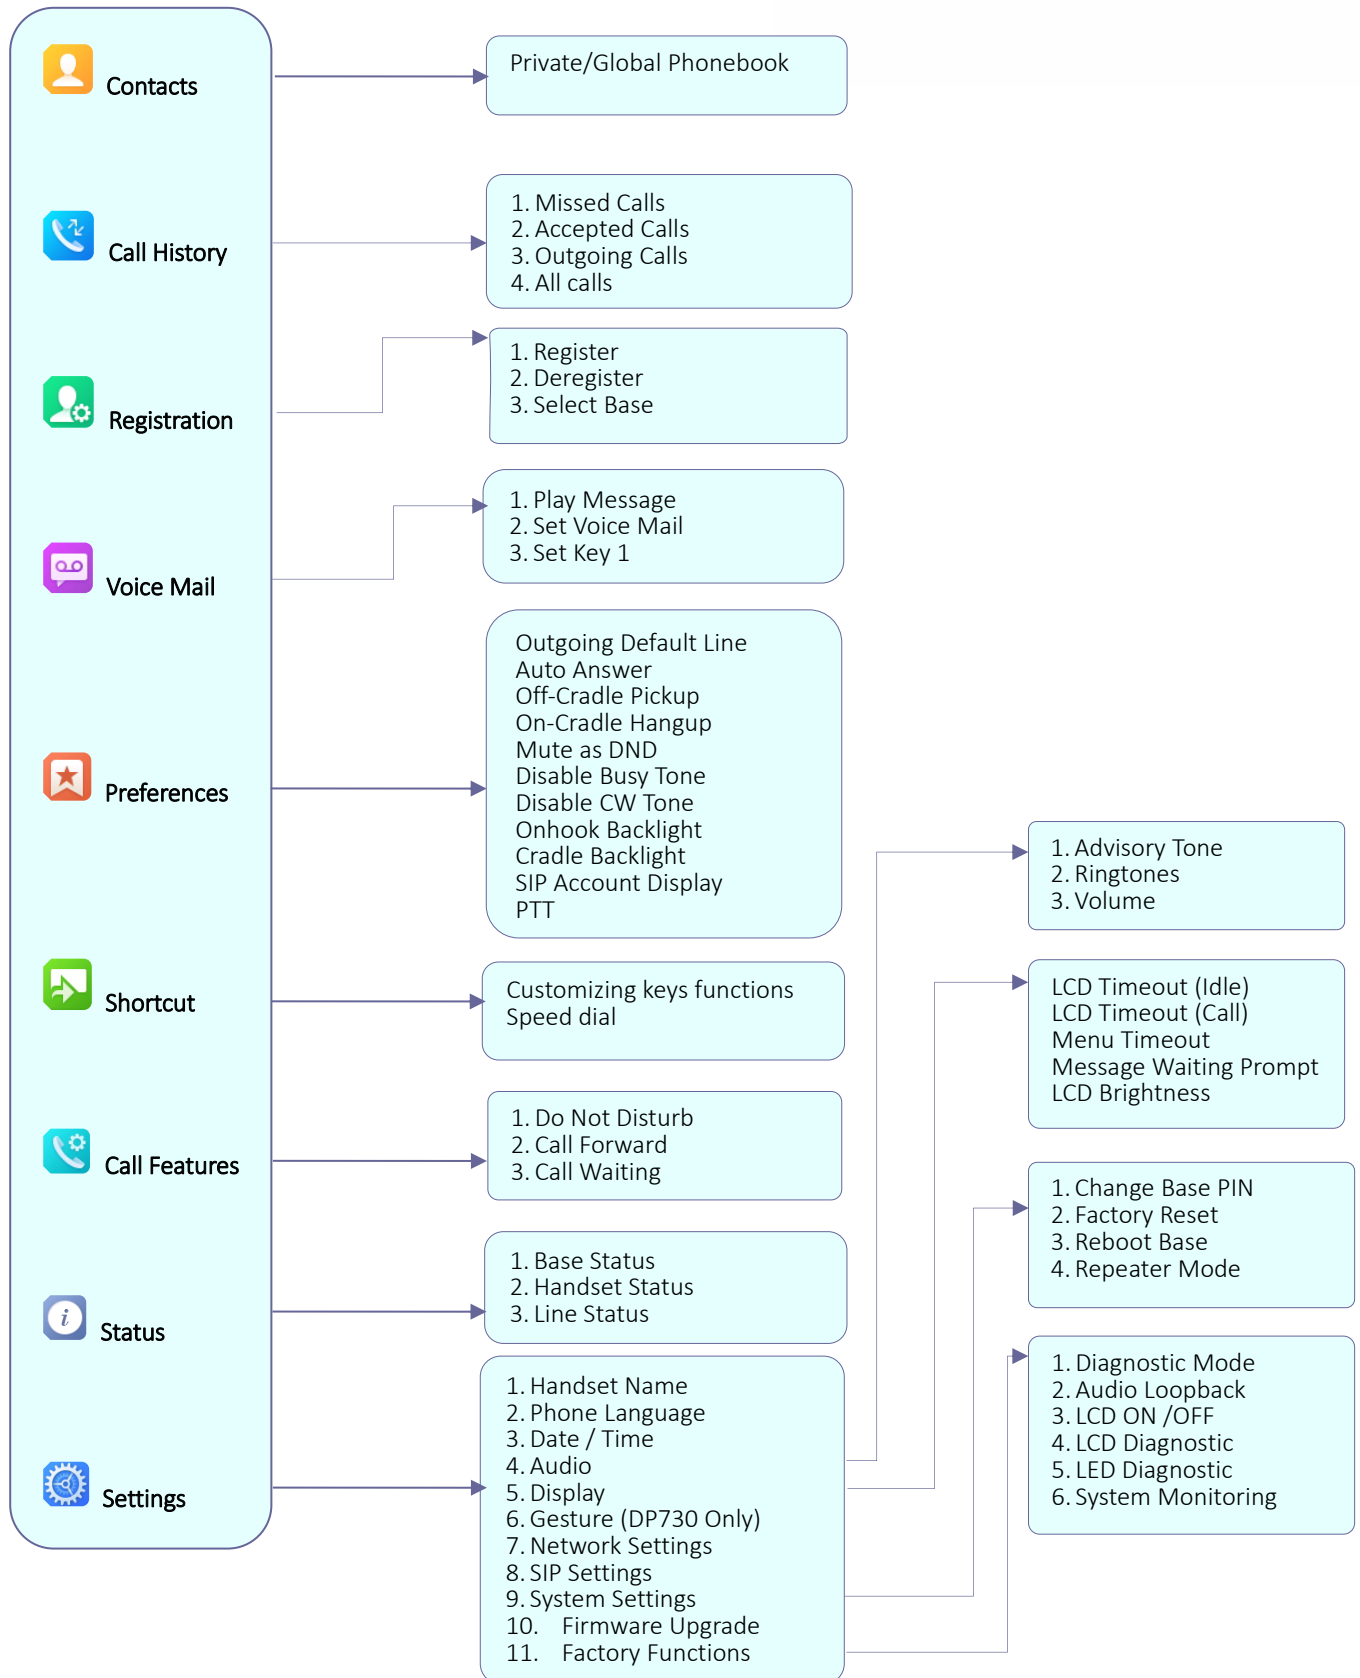 Contacts
Private/Global Phonebook
Call History
1. Missed Calls
2. Accepted Calls
3. Outgoing Calls
4. All calls
Registration
1. Register
2. Deregister
3. Select Base
Voice Mail
1. Play Message
2. Set Voice Mail
3. Set Key 1
Preferences
Outgoing Default Line
Auto Answer
Off-Cradle Pickup
On-Cradle Hangup
Mute as DND
Disable Busy Tone
Disable CW Tone
Onhook Backlight
Cradle Backlight
SIP Account Display
PTT
Shortcut
Customizing keys functions
Speed dial
Call Features
1. Do Not Disturb
2. Call Forward
3. Call Waiting
Status
1. Base Status
2. Handset Status
3. Line Status
Settings
1. Handset Name
2. Phone Language
3. Date / Time
4. Audio
5. Display
6. Gesture (DP730 Only)
7. Network Settings
8. SIP Settings
9. System Settings
10. Firmware Upgrade
11. Factory Functions
1. Advisory Tone
2. Ringtones
3. Volume
LCD Timeout (Idle)
LCD Timeout (Call)
Menu Timeout
Message Waiting Prompt
LCD Brightness
1. Change Base PIN
2. Factory Reset
3. Reboot Base
4. Repeater Mode
1. Diagnostic Mode
2. Audio Loopback
3. LCD ON /OFF
4. LCD Diagnostic
5. LED Diagnostic
6. System Monitoring